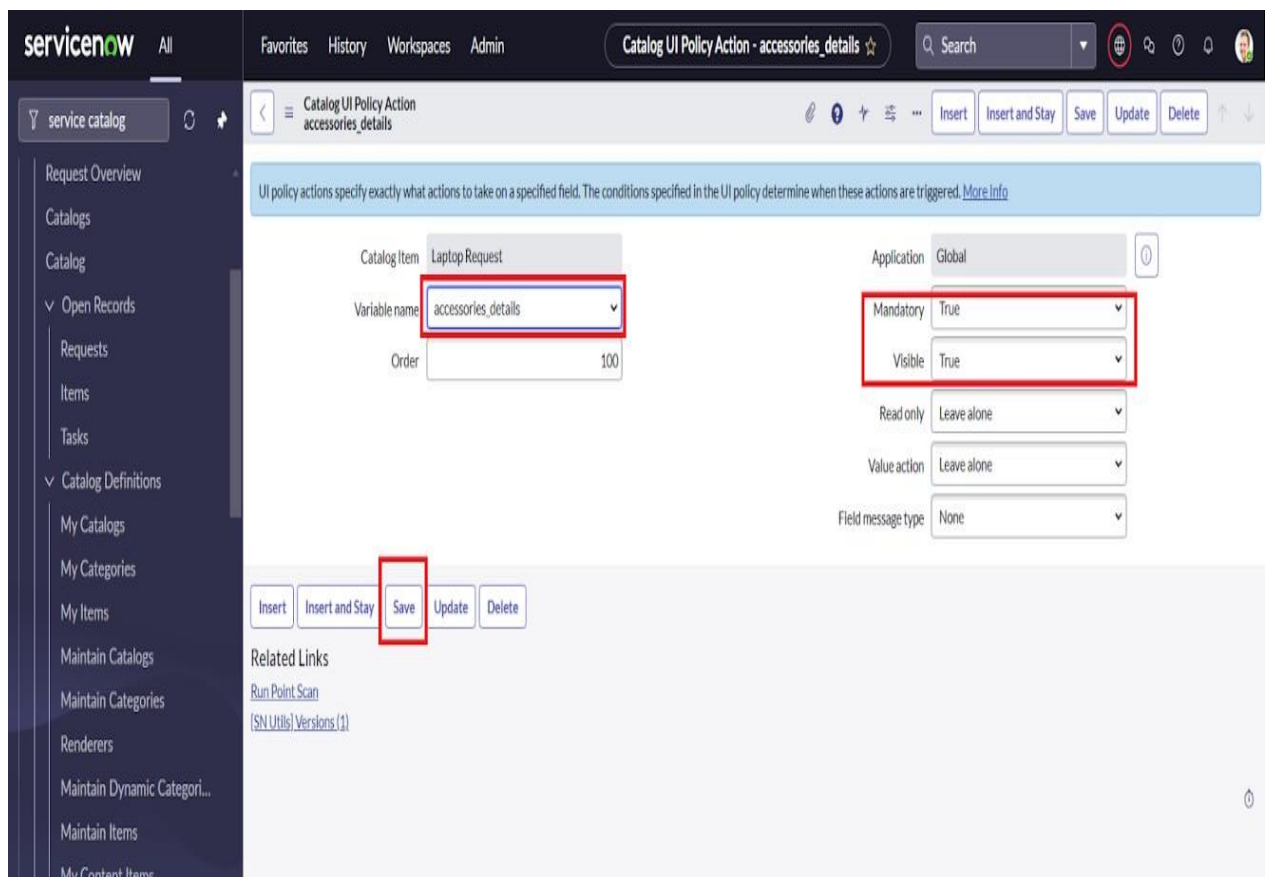 servicenow All Favorites History Workspaces Admin Catalog UI Policy Action - accessories_details Search
service catalog
Catalog UI Policy Action
accessories_details
Insert Insert and Stay Save Update Delete
Request Overview
Catalogs
Catalog
Open Records
Requests
Items
Tasks
Catalog Definitions
My Catalogs
My Categories
My Items
Maintain Catalogs
Maintain Categories
Renderers
Maintain Dynamic Categori...
Maintain Items
My Content Items
UI policy actions specify exactly what actions to take on a specified field. The conditions specified in the UI policy determine when these actions are triggered. More Info
Catalog Item Laptop Request
Variable name accessories_details
Order 100
Application Global
Mandatory True
Visible True
Read only Leave alone
Value action Leave alone
Field message type None
Insert Insert and Stay Save Update Delete
Related Links
Run Point Scan
[SN Utils] Versions (1)